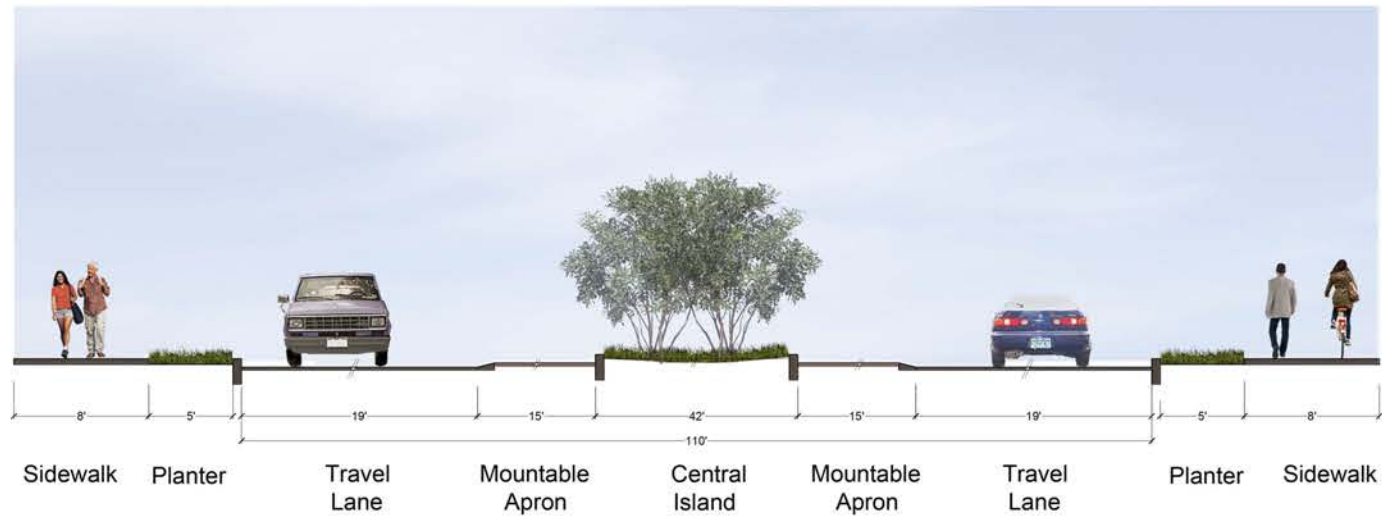 8' 5' 19' 15' 42' 15' 19' 5' 8'
110'
Sidewalk Planter Travel Lane Mountable Apron Central Island Mountable Apron Travel Lane Planter Sidewalk